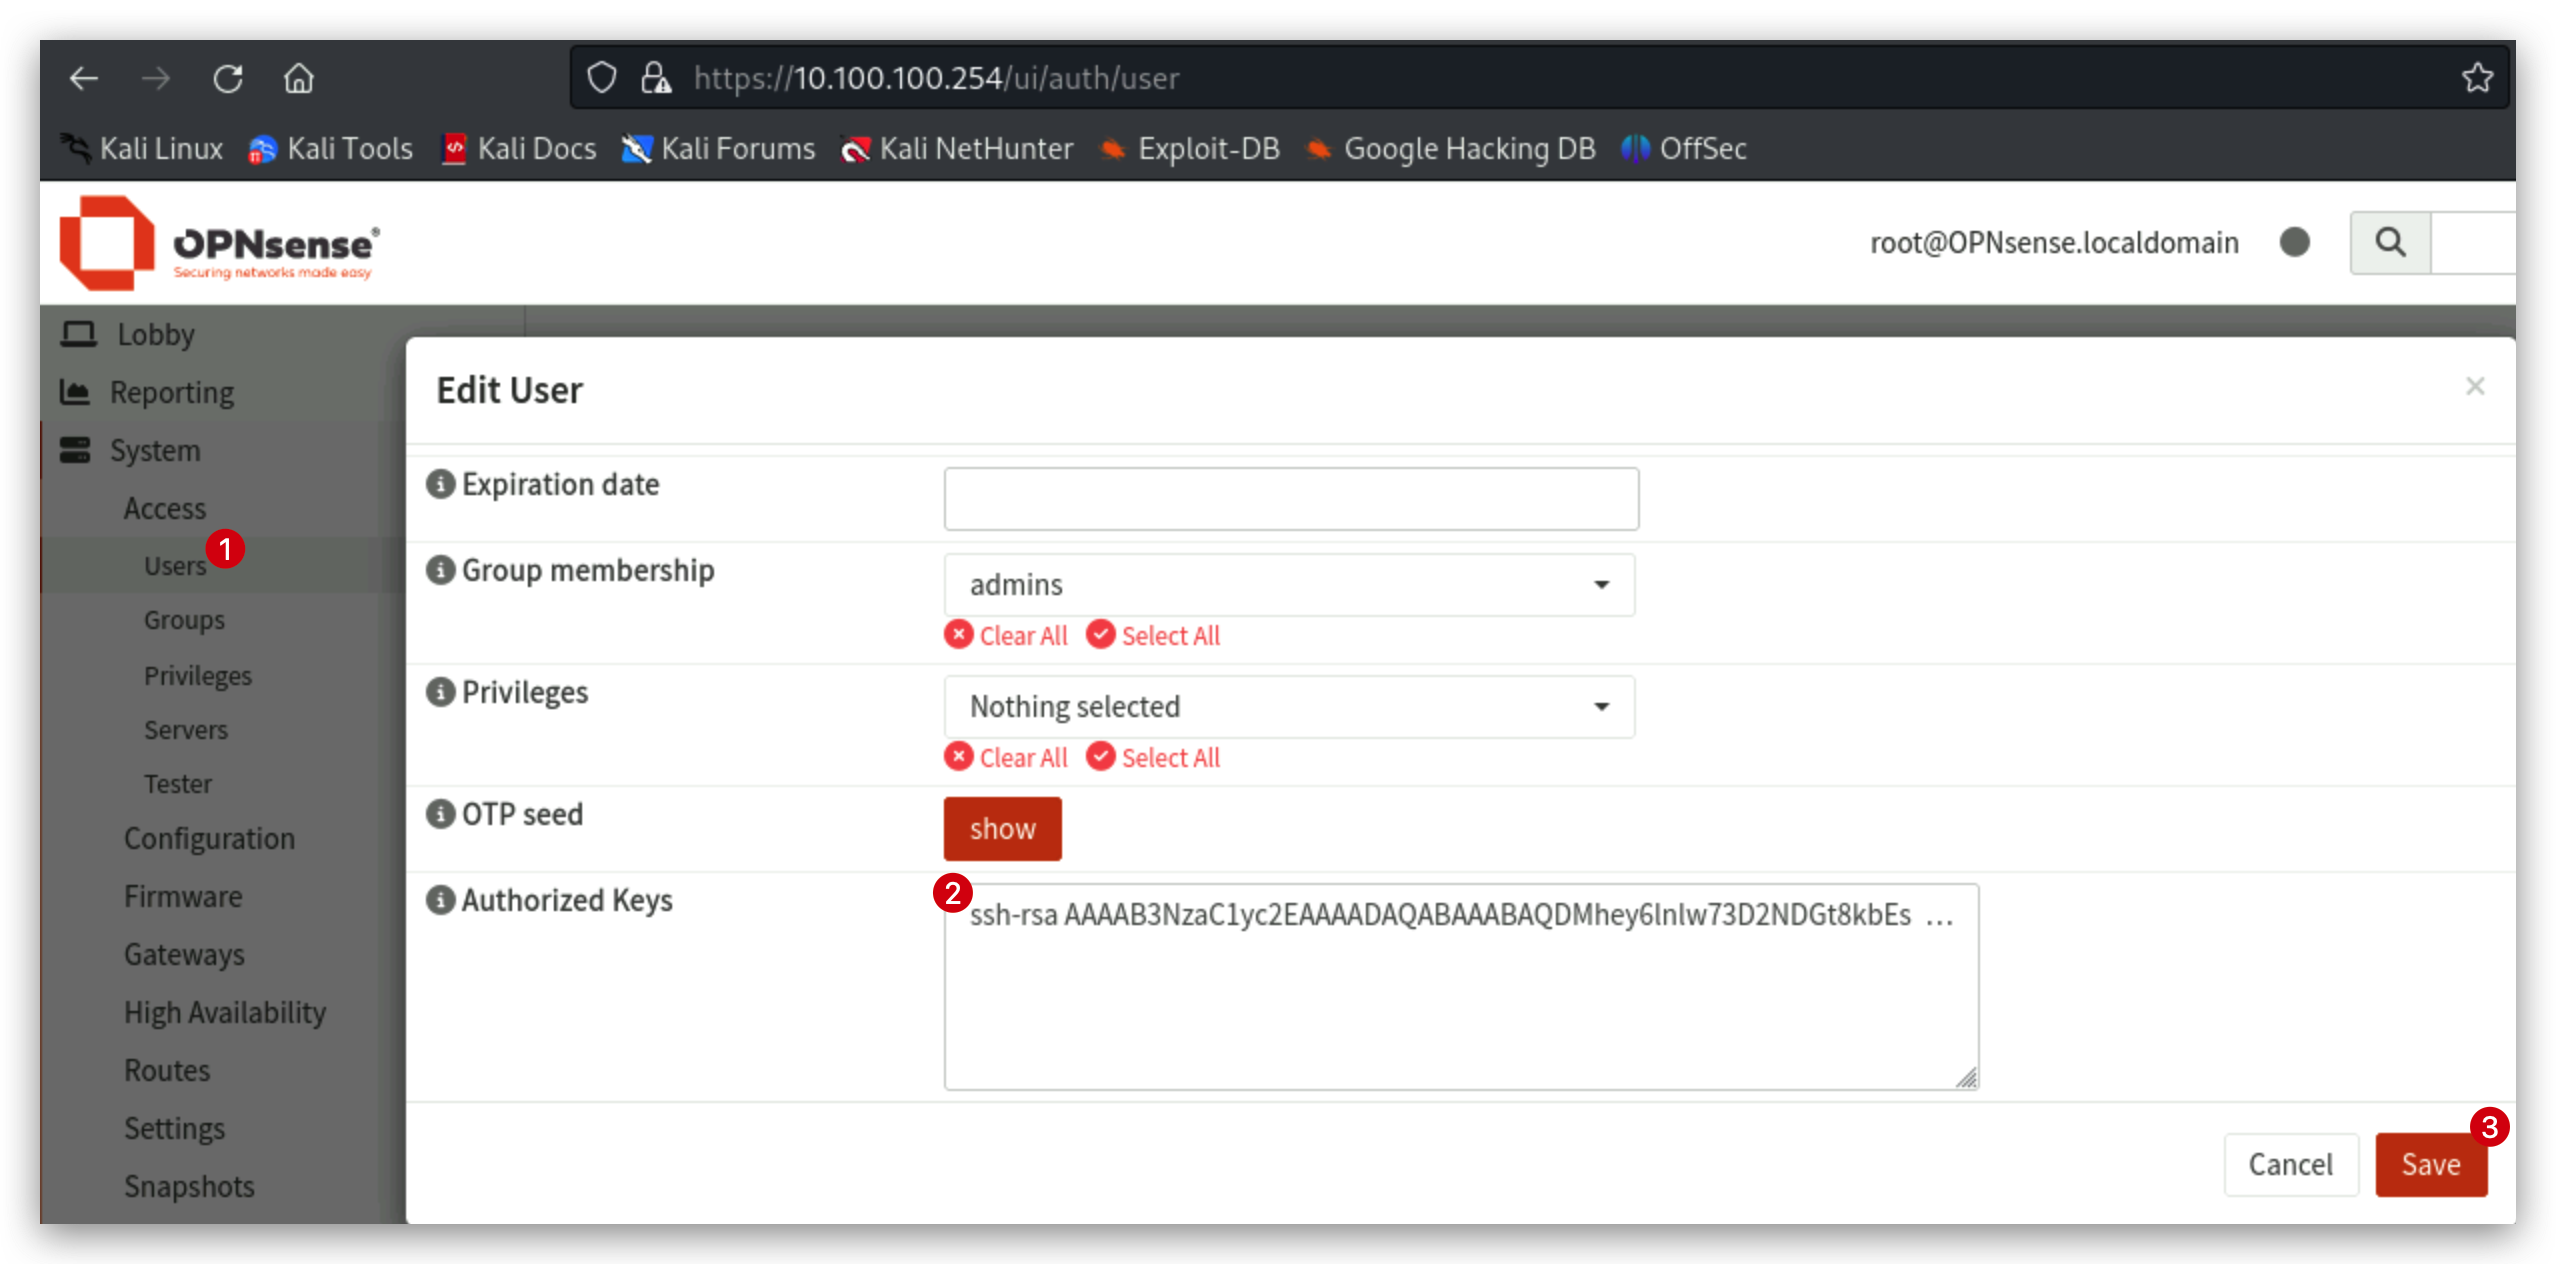 https://10.100.100.254/ui/auth/user
Kali Linux Kali Tools Kali Docs Kali Forums Kali NetHunter Exploit-DB Google Hacking DB OffSec
OPNsense®
Securing networks made easy
root@OPNsense.localdomain
Lobby
Reporting
System
Access
Users 1
Groups
Privileges
Servers
Tester
Configuration
Firmware
Gateways
High Availability
Routes
Settings
Snapshots
Edit User ×
Expiration date
Group membership admins
Clear All Select All
Privileges Nothing selected
Clear All Select All
OTP seed show
Authorized Keys 2 ssh-rsa AAAAB3NzaC1yc2EAAAADAQABAAABAQDMhey6lnlw73D2NDGt8kbEs ...
Cancel Save 3